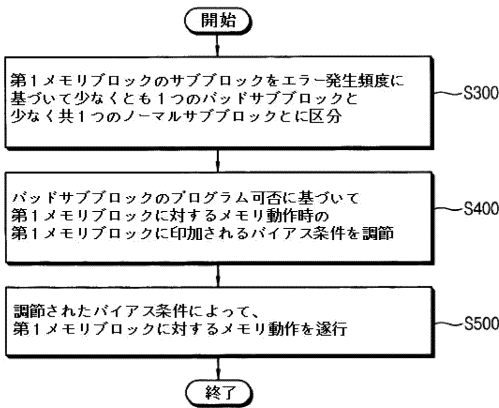 開始
第1メモリブロックのサブブロックをエラー発生頻度に
基づいて少なくとも1つのバッドサブブロックと
少なく共1つのノーマルサブブロックとに区分
S300
バッドサブブロックのプログラム可否に基づいて
第1メモリブロックに対するメモリ動作時の
第1メモリブロックに印加されるバイアス条件を調節
S400
調節されたバイアス条件によって、
第1メモリブロックに対するメモリ動作を遂行
S500
終了